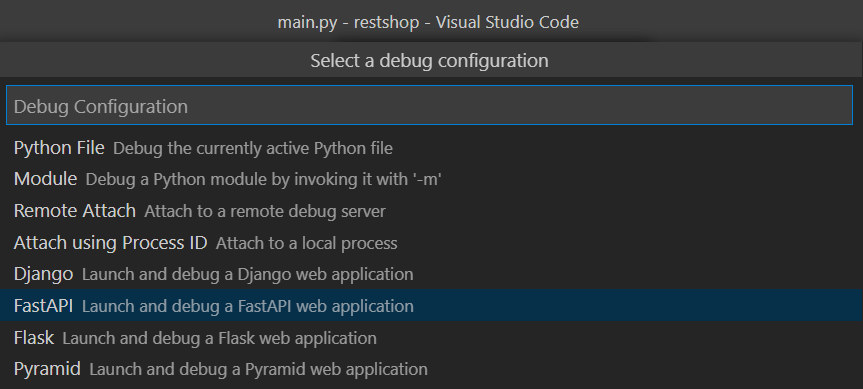 main.py - restshop - Visual Studio Code
Select a debug configuration
Debug Configuration
Python File Debug the currently active Python file
Module Debug a Python module by invoking it with '-m'
Remote Attach Attach to a remote debug server
Attach using Process ID Attach to a local process
Django Launch and debug a Django web application
FastAPI Launch and debug a FastAPI web application
Flask Launch and debug a Flask web application
Pyramid Launch and debug a Pyramid web application